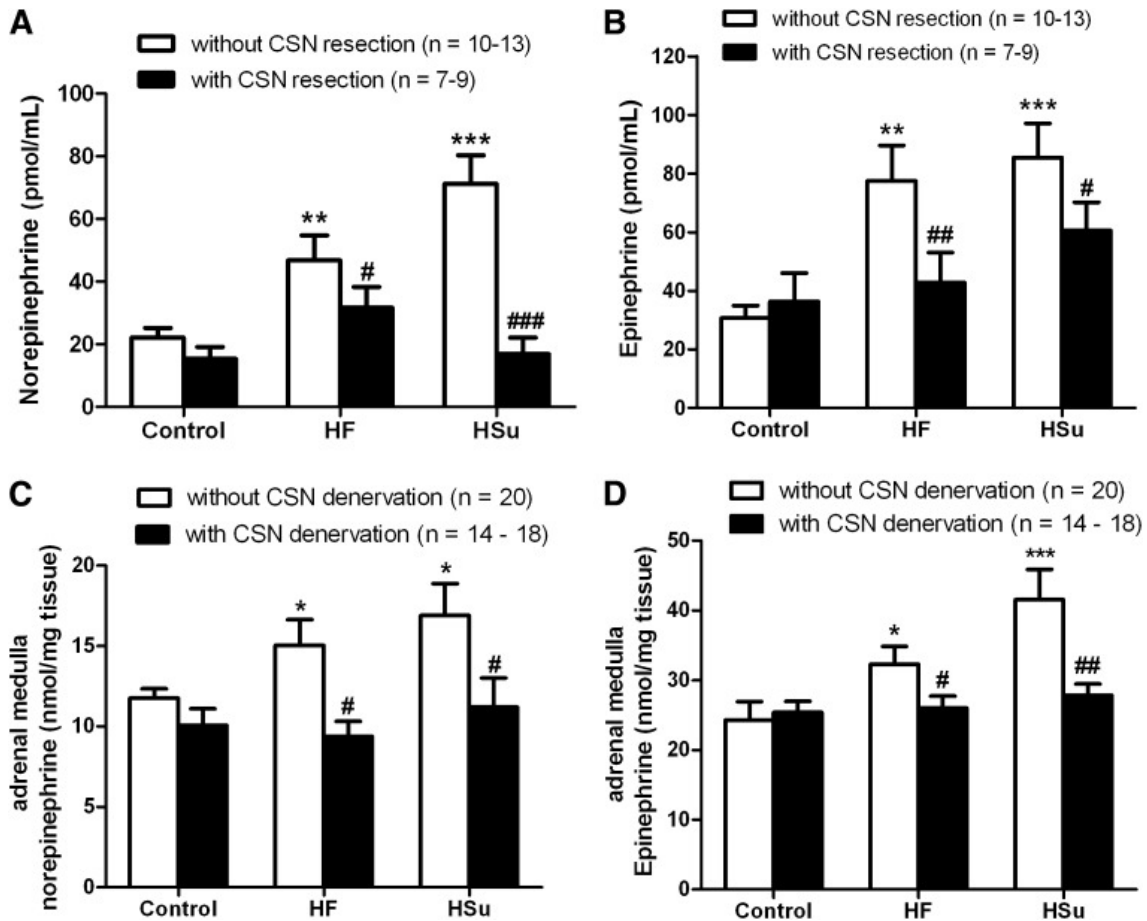 A
without CSN resection (n = 10-13)
with CSN resection (n = 7-9)
Norepinephrine (pmol/mL)
100
80
60
40
20
0
**
#
***
###
Control HF HSu
B
without CSN resection (n = 10-13)
with CSN resection (n = 7-9)
Epinephrine (pmol/mL)
120
100
80
60
40
20
0
**
##
***
#
Control HF HSu
C
without CSN denervation (n = 20)
with CSN denervation (n = 14 - 18)
adrenal medulla
norepinephrine (nmol/mg tissue)
20
15
10
5
0
*
#
*
#
Control HF HSu
D
without CSN denervation (n = 20)
with CSN denervation (n = 14 - 18)
adrenal medulla
Epinephrine (nmol/mg tissue)
50
40
30
20
10
0
*
#
***
##
Control HF HSu